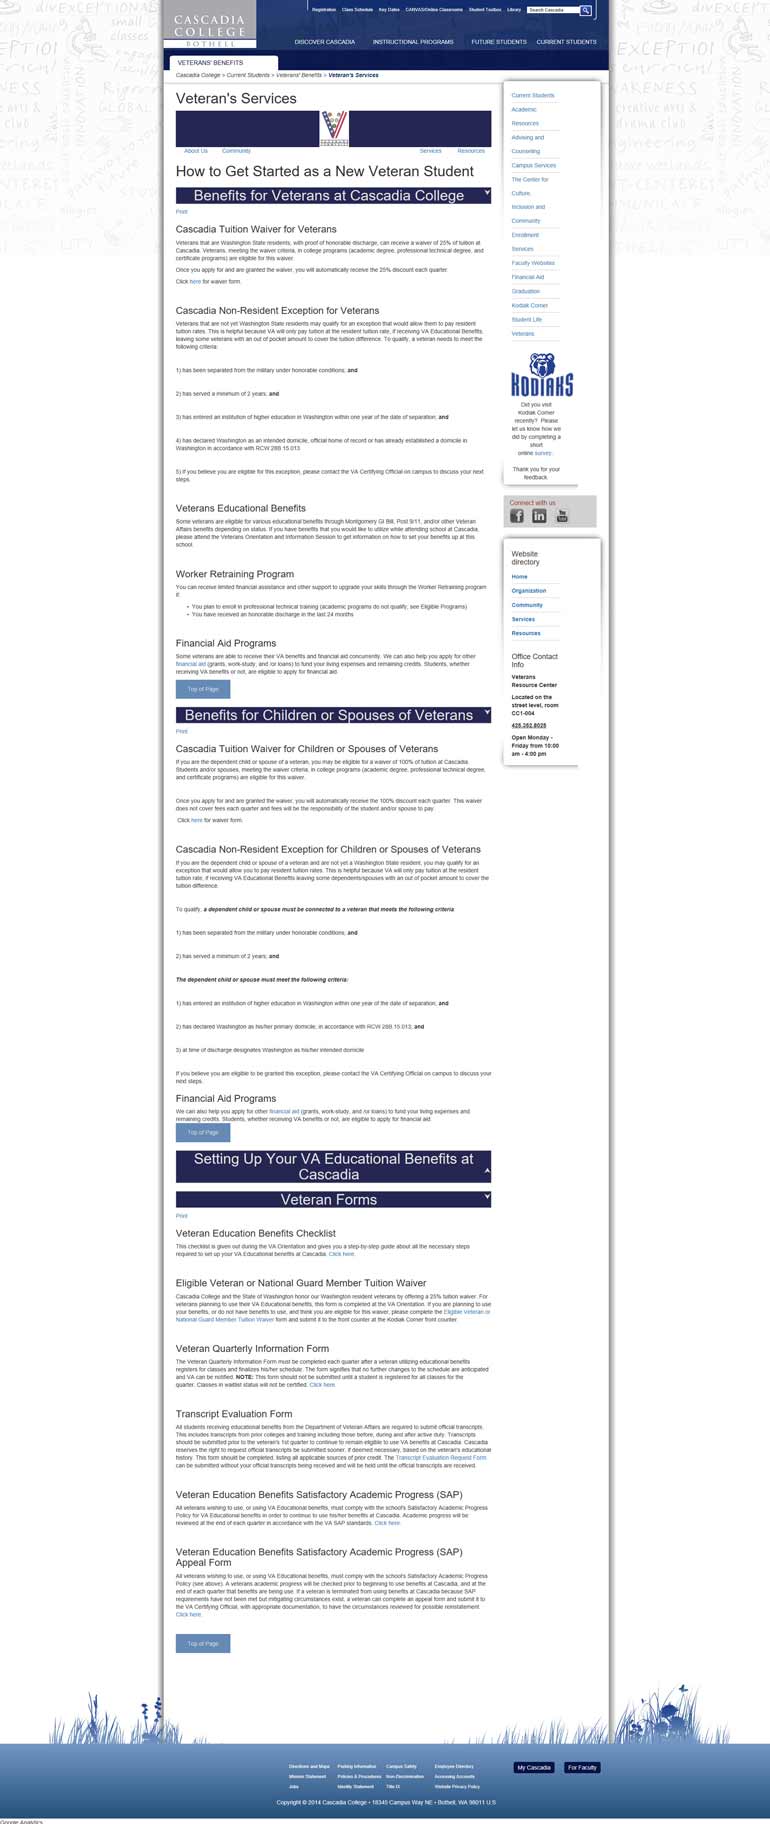 CASCADIA
COLLEGE
BOTHELL
Registration Class Schedule Key Dates CANVAS/Online Classrooms Student Toolbox Library Search Cascadia
DISCOVER CASCADIA INSTRUCTIONAL PROGRAMS FUTURE STUDENTS CURRENT STUDENTS
VETERANS' BENEFITS
Cascadia College > Current Students > Veterans' Benefits > Veteran's Services
Veteran's Services
About Us Community Services Resources
How to Get Started as a New Veteran Student
Benefits for Veterans at Cascadia College
Print
Cascadia Tuition Waiver for Veterans
Veterans that are Washington State residents, with proof of honorable discharge, can receive a waiver of 25% of tuition at
Cascadia. Veterans, meeting the waiver criteria, in college programs (academic degree, professional technical degree, and
certificate programs) are eligible for this waiver.
Once you apply for and are granted the waiver, you will automatically receive the 25% discount each quarter.
Click here for waiver form.
Cascadia Non-Resident Exception for Veterans
Veterans that are not yet Washington State residents may qualify for an exception that would allow them to pay resident
tuition rates. This is helpful because VA will only pay tuition at the resident tuition rate, if receiving VA Educational Benefits,
leaving some veterans with an out of pocket amount to cover the tuition difference. To qualify, a veteran needs to meet the
following criteria:
1) has been separated from the military under honorable conditions; and
2) has served a minimum of 2 years; and
3) has entered an institution of higher education in Washington within one year of the date of separation; and
4) has declared Washington as an intended domicile, official home of record or has already established a domicile in
Washington in accordance with RCW 28B 15.013.
5) If you believe you are eligible for this exception, please contact the VA Certifying Official on campus to discuss your next
steps.
Veterans Educational Benefits
Some veterans are eligible for various educational benefits through Montgomery GI Bill, Post 9/11, and/or other Veteran
Affairs benefits depending on status. If you have benefits that you would like to utilize while attending school at Cascadia,
please attend the Veterans Orientation and Information Session to get information on how to set your benefits up at this
school.
Worker Retraining Program
You can receive limited financial assistance and other support to upgrade your skills through the Worker Retraining program
if:
• You plan to enroll in professional technical training (academic programs do not qualify, see Eligible Programs)
• You have received an honorable discharge in the last 24 months
Financial Aid Programs
Some veterans are able to receive their VA benefits and financial aid concurrently. We can also help you apply for other
financial aid (grants, work-study, and /or loans) to fund your living expenses and remaining credits. Students, whether
receiving VA benefits or not, are eligible to apply for financial aid.
Top of Page
Benefits for Children or Spouses of Veterans
Print
Cascadia Tuition Waiver for Children or Spouses of Veterans
If you are the dependent child or spouse of a veteran, you may be eligible for a waiver of 100% of tuition at Cascadia.
Students and/or spouses, meeting the waiver criteria, in college programs (academic degree, professional technical degree,
and certificate programs) are eligible for this waiver.
Once you apply for and are granted the waiver, you will automatically receive the 100% discount each quarter. This waiver
does not cover fees each quarter and fees will be the responsibility of the student and/or spouse to pay.
Click here for waiver form.
Cascadia Non-Resident Exception for Children or Spouses of Veterans
If you are the dependent child or spouse of a veteran and are not yet a Washington State resident, you may qualify for an
exception that would allow you to pay resident tuition rates. This is helpful because VA will only pay tuition at the resident
tuition rate, if receiving VA Educational Benefits leaving some dependents/spouses with an out of pocket amount to cover the
tuition difference.
To qualify, a dependent child or spouse must be connected to a veteran that meets the following criteria
1) has been separated from the military under honorable conditions; and
2) has served a minimum of 2 years; and
The dependent child or spouse must meet the following criteria:
1) has entered an institution of higher education in Washington within one year of the date of separation; and
2) has declared Washington as his/her primary domicile, in accordance with RCW 28B 15.013; and
3) at time of discharge designates Washington as his/her intended domicile
If you believe you are eligible to be granted this exception, please contact the VA Certifying Official on campus to discuss your
next steps.
Financial Aid Programs
We can also help you apply for other financial aid (grants, work-study, and /or loans) to fund your living expenses and
remaining credits. Students, whether receiving VA benefits or not, are eligible to apply for financial aid.
Top of Page
Setting Up Your VA Educational Benefits at
Cascadia
Veteran Forms
Print
Veteran Education Benefits Checklist
This checklist is given out during the VA Orientation and gives you a step-by-step guide about all the necessary steps
required to set up your VA Educational benefits at Cascadia. Click here.
Eligible Veteran or National Guard Member Tuition Waiver
Cascadia College and the State of Washington honor our Washington resident veterans by offering a 25% tuition waiver. For
veterans planning to use their VA Educational benefits, this form is completed at the VA Orientation. If you are planning to use
your benefits, or do not have benefits to use, and think you are eligible for this waiver, please complete the Eligible Veteran or
National Guard Member Tuition Waiver form and submit it to the front counter at the Kodiak Corner front counter.
Veteran Quarterly Information Form
The Veteran Quarterly Information Form must be completed each quarter after a veteran utilizing educational benefits
registers for classes and finalizes his/her schedule. The form signifies that no further changes to the schedule are anticipated
and VA can be notified. NOTE: This form should not be submitted until a student is registered for all classes for the
quarter. Classes in waitlist status will not be certified. Click here.
Transcript Evaluation Form
All students receiving educational benefits from the Department of Veteran Affairs are required to submit official transcripts.
This includes transcripts from prior colleges and training including those before, during and after active duty. Transcripts
should be submitted prior to the veteran's 1st quarter to continue to remain eligible to use VA benefits at Cascadia. Cascadia
reserves the right to request official transcripts be submitted sooner, if deemed necessary, based on the veteran's educational
history. This form should be completed, listing all applicable sources of prior credit. The Transcript Evaluation Request Form
can be submitted without your official transcripts being received and will be held until the official transcripts are received.
Veteran Education Benefits Satisfactory Academic Progress (SAP)
All veterans wishing to use, or using VA Educational benefits, must comply with the school's Satisfactory Academic Progress
Policy for VA Educational Benefits in order to continue to use his/her benefits at Cascadia. Academic progress will be
reviewed at the end of each quarter in accordance with the VA SAP standards. Click here.
Veteran Education Benefits Satisfactory Academic Progress (SAP)
Appeal Form
All veterans wishing to use, or using VA Educational benefits, must comply with the school's Satisfactory Academic Progress
Policy (see above). A veterans academic progress will be checked prior to beginning to use benefits at Cascadia, and at the
end of each quarter that benefits are being use. If a veteran is terminated from using benefits at Cascadia because SAP
requirements have not been met but mitigating circumstances exist, a veteran can complete an appeal form and submit it to
the VA Certifying Official, with appropriate documentation, to have the circumstances reviewed for possible reinstatement.
Click here.
Top of Page
Current Students
Academic
Resources
Advising and
Counseling
Campus Services
The Center for
Culture,
Inclusion and
Community
Enrollment
Services
Faculty Websites
Financial Aid
Graduation
Kodiak Corner
Student Life
Veterans
KODIAKS
Did you visit
Kodiak Corner
recently? Please
let us know how we
did by completing a
short
online survey.
Thank you for your
feedback.
Connect with us
Website
directory
Home
Organization
Community
Services
Resources
Office Contact
Info
Veterans
Resource Center
Located on the
street level, room
CC1-004
425.352.8025
Open Monday -
Friday from 10:00
am - 4:00 pm
Directions and Maps Parking Information Campus Safety Employee Directory
Mission Statement Policies & Procedures Non-Discrimination Accessing Accounts
Jobs Identity Statement Title IX Website Privacy Policy
My Cascadia For Faculty
Copyright © 2014 Cascadia College • 18345 Campus Way NE • Bothell, WA 98011 U.S
Google Analytics